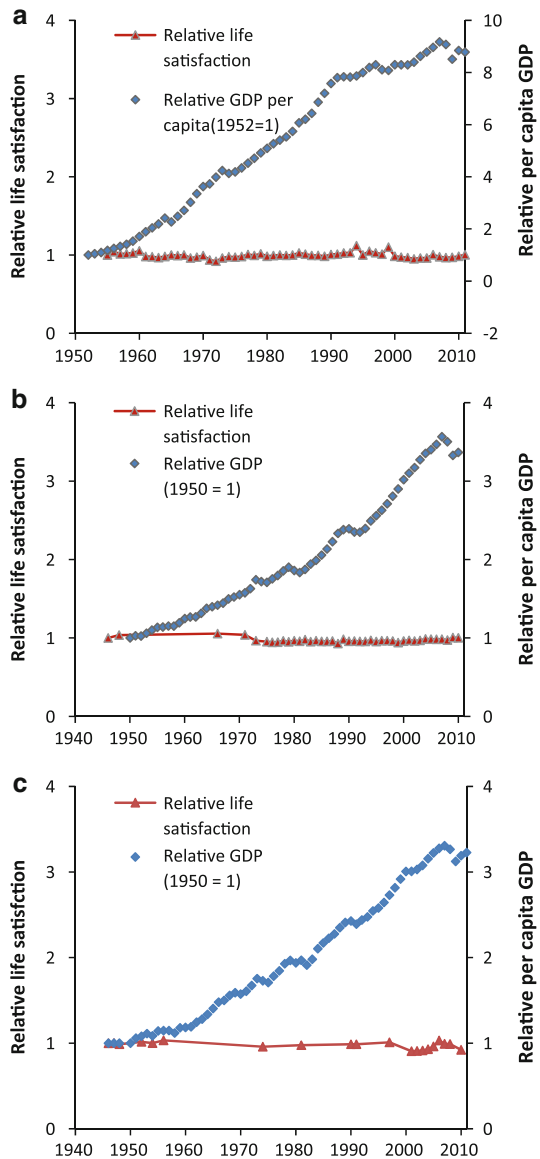 a
4
3
2
1
0
Relative life satisfaction
Relative life
satisfaction
Relative GDP per
capita(1952=1)
10
8
6
4
2
0
-2
Relative per capita GDP
1950 1960 1970 1980 1990 2000 2010
b
4
3
2
1
0
Relative life satisfaction
Relative life
satisfaction
Relative GDP
(1950 = 1)
4
3
2
1
0
Relative per capita GDP
1940 1950 1960 1970 1980 1990 2000 2010
c
4
3
2
1
0
Relative life satisfction
Relative life
satisfaction
Relative GDP
(1950 = 1)
4
3
2
1
0
Relative per capita GDP
1940 1950 1960 1970 1980 1990 2000 2010